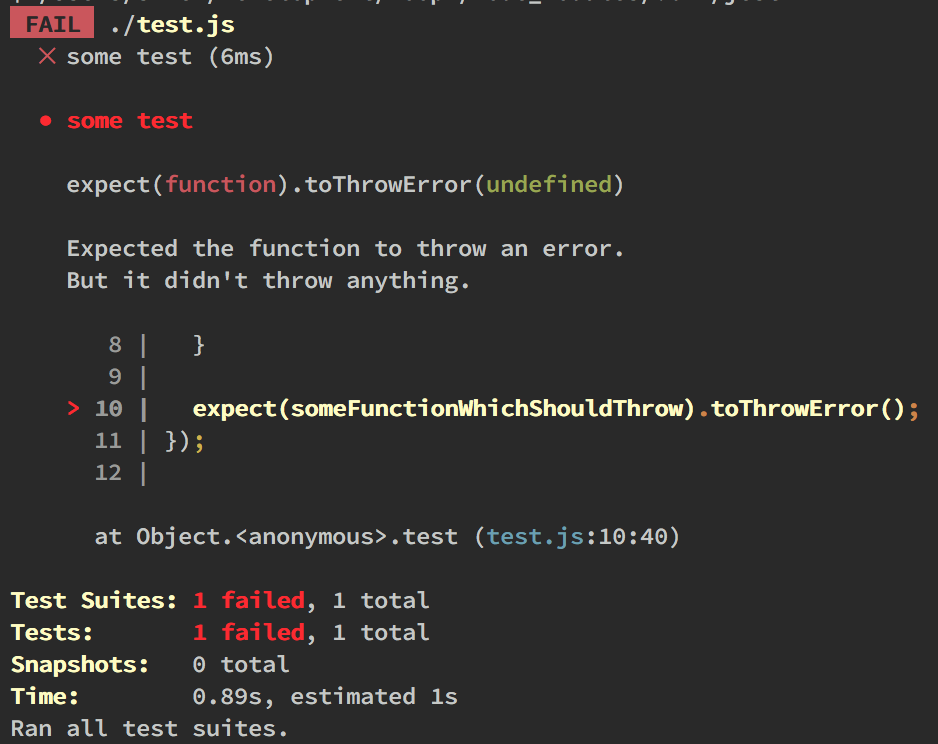 FAIL ./test.js
✕ some test (6ms)
● some test
expect(function).toThrowError(undefined)
Expected the function to throw an error.
But it didn't throw anything.
8 | }
9 |
> 10 | expect(someFunctionWhichShouldThrow).toThrowError();
11 | });
12 |
at Object.<anonymous>.test (test.js:10:40)
Test Suites: 1 failed, 1 total
Tests: 1 failed, 1 total
Snapshots: 0 total
Time: 0.89s, estimated 1s
Ran all test suites.